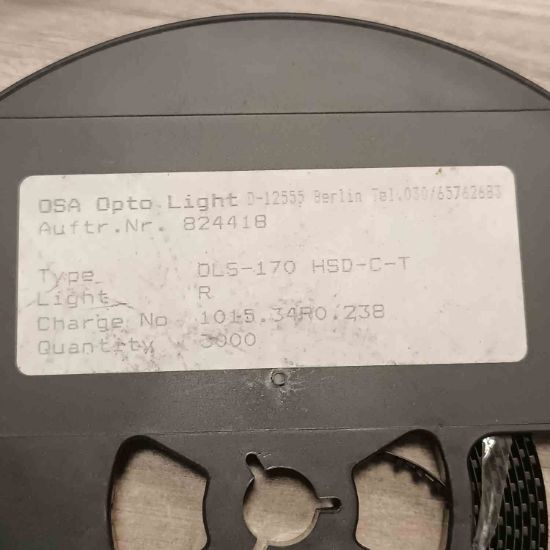 OSA Opto Light D-12555 Berlin Tel.030/65762683
Auftr.Nr. 824418
Type OLS-170 HSD-C-T
Light R
Charge No 1015.34R0.238
Quantity 3000